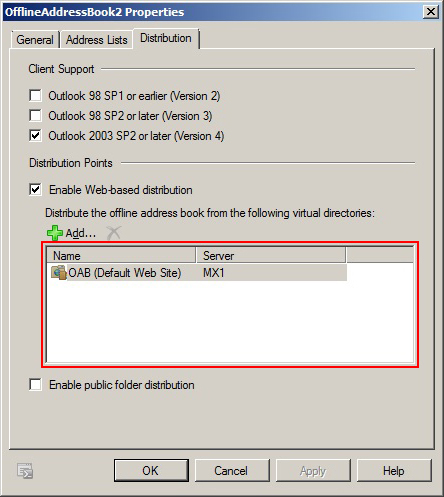 OfflineAddressBook2 Properties
General Address Lists Distribution
Client Support
Outlook 98 SP1 or earlier (Version 2)
Outlook 98 SP2 or later (Version 3)
Outlook 2003 SP2 or later (Version 4)
Distribution Points
Enable Web-based distribution
Distribute the offline address book from the following virtual directories:
Add...
Name Server
OAB (Default Web Site) MX1
Enable public folder distribution
OK Cancel Apply Help